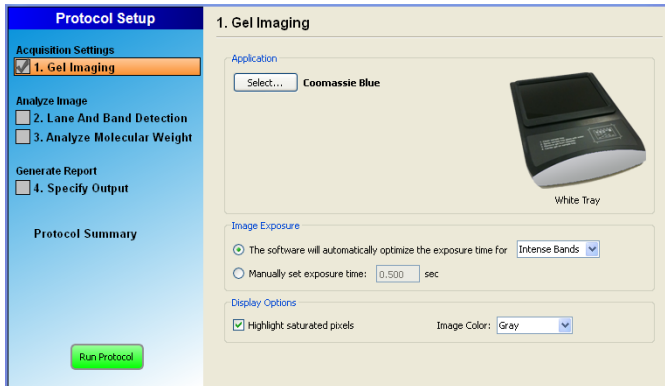 Protocol Setup
Acquisition Settings
1. Gel Imaging
Analyze Image
2. Lane And Band Detection
3. Analyze Molecular Weight
Generate Report
4. Specify Output
Protocol Summary
Run Protocol
1. Gel Imaging
Application
Select... Coomassie Blue
White Tray
Image Exposure
The software will automatically optimize the exposure time for Intense Bands
Manually set exposure time: 0.500 sec
Display Options
Highlight saturated pixels Image Color: Gray